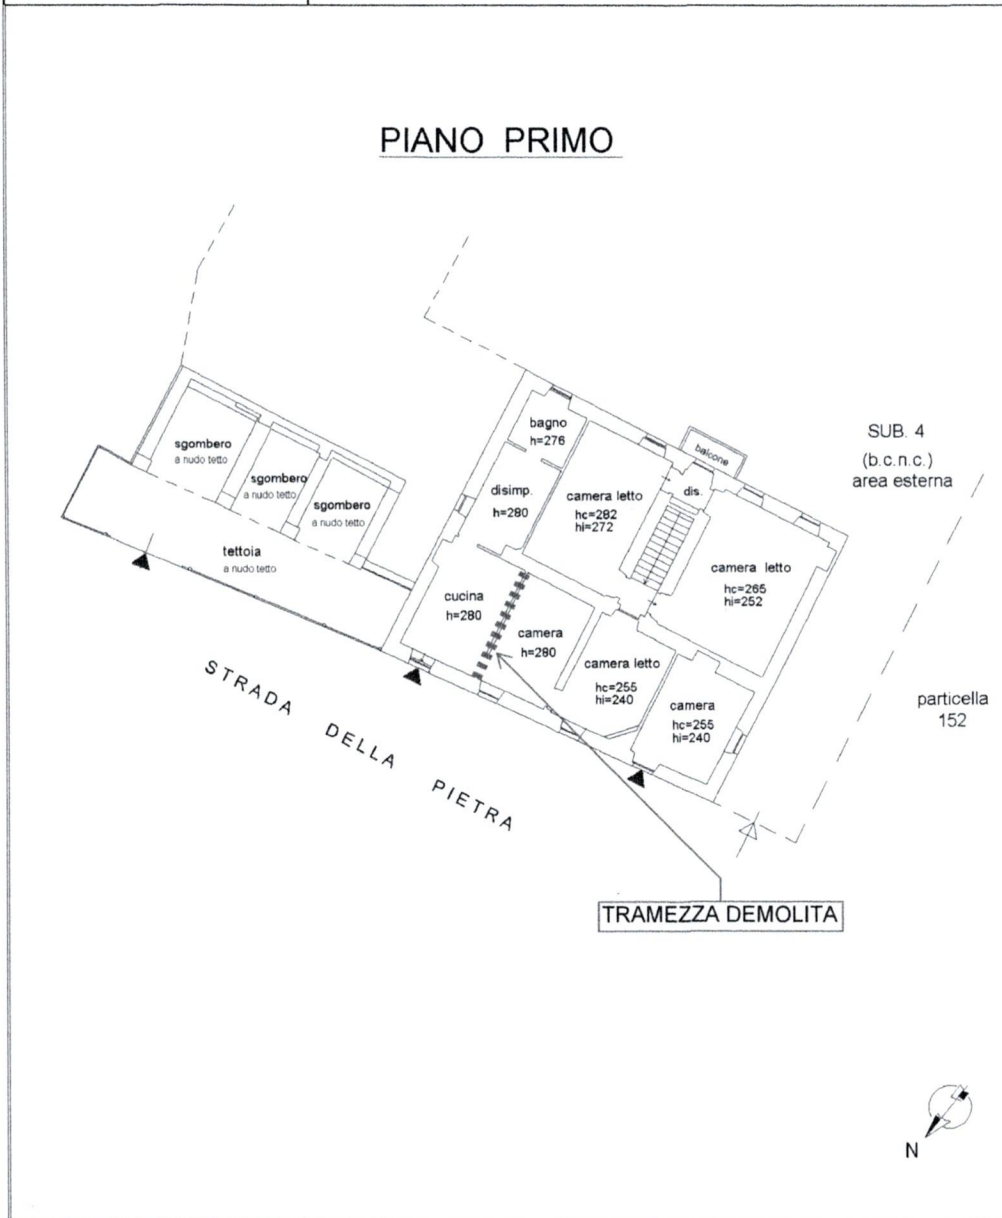 PIANO PRIMO
bagno
h=276
balcone
SUB. 4
(b.c.n.c.)
area esterna
sgombero
a nudo tetto
sgombero
a nudo tetto
sgombero
a nudo tetto
disimp.
h=280
camera letto
hc=282
hi=272
dis.
tettoia
a nudo tetto
camera letto
hc=265
hi=252
cucina
h=280
camera
h=280
camera letto
hc=255
hi=240
camera
hc=255
hi=240
particella
152
STRADA DELLA PIETRA
TRAMEZZA DEMOLITA
N